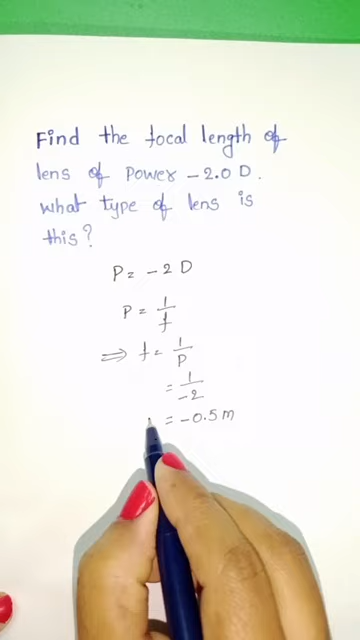 Find the focal length of
lens of Power -2.0 D.
what type of lens is
this?
P = -2 D
P = 1/f
⇒ f = 1/P
= 1/-2
= -0.5 m